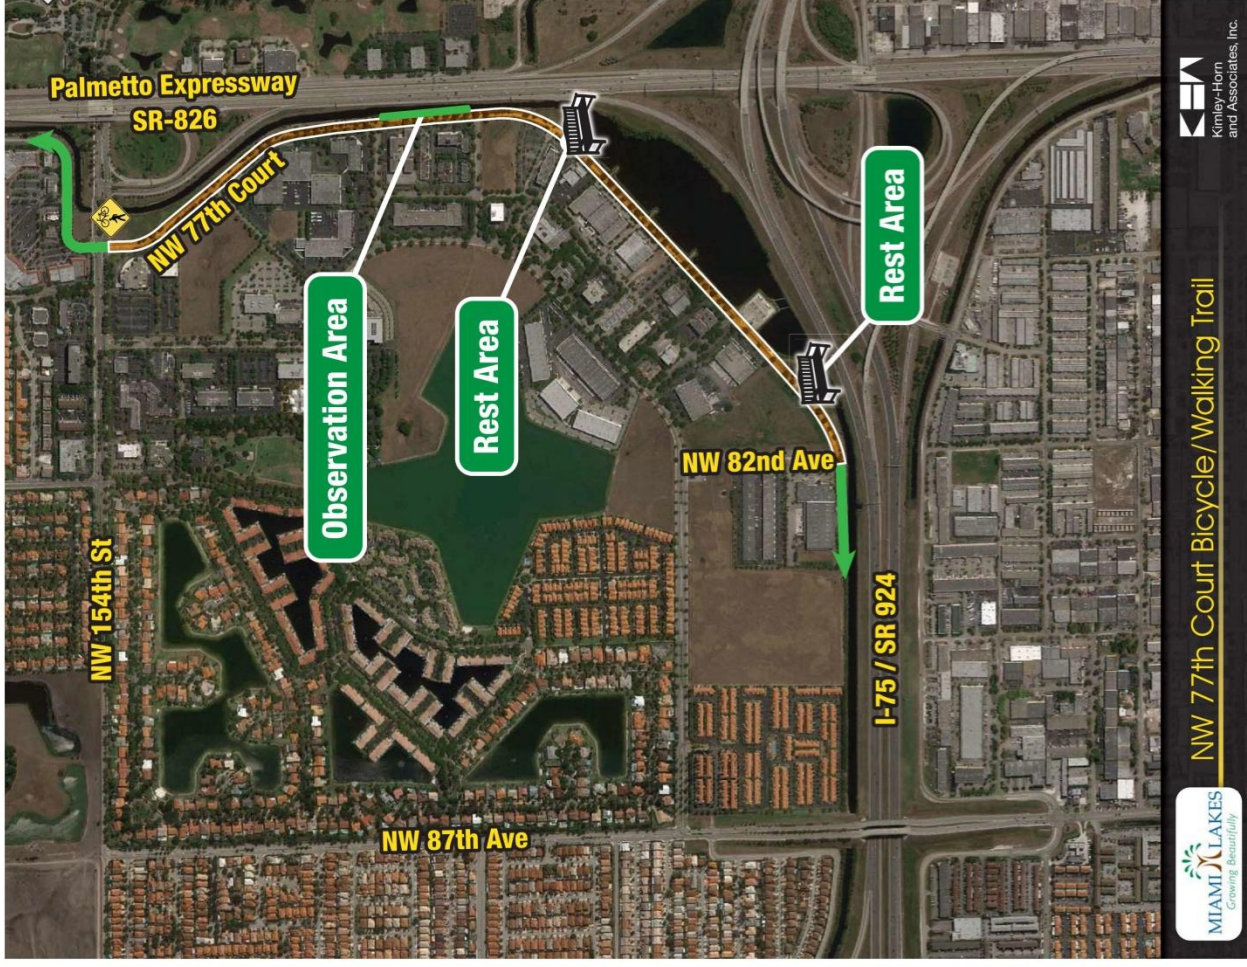 Palmetto Expressway
SR-826
NW 77th Court
Observation Area
Rest Area
Rest Area
NW 82nd Ave
NW 154th St
I-75 / SR 924
NW 87th Ave
MIAMI LAKES
Growing Beautifully
NW 77th Court Bicycle/Walking Trail
Kimley-Horn
and Associates, Inc.